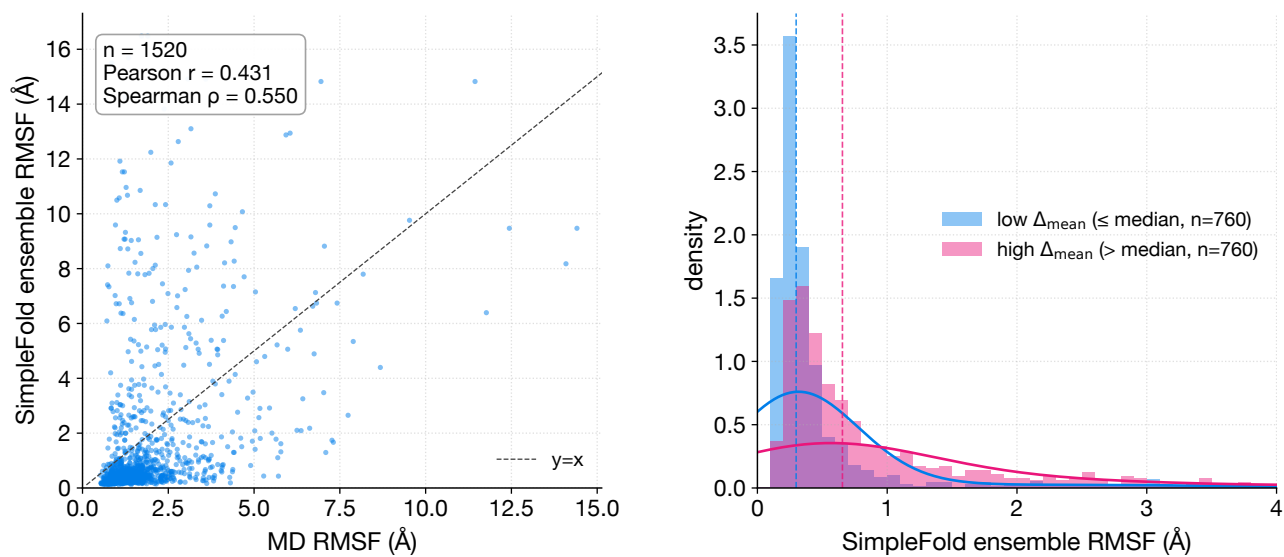 16
14
12
10
8
6
4
2
0
SimpleFold ensemble RMSF (Å)
n = 1520
Pearson r = 0.431
Spearman ρ = 0.550
y=x
0
2.5
5.0
7.5
10.0
12.5
15.0
MD RMSF (Å)
3.5
3.0
2.5
2.0
1.5
1.0
0.5
0.0
density
low Δmean (≤ median, n=760)
high Δmean (> median, n=760)
0
1
2
3
4
SimpleFold ensemble RMSF (Å)